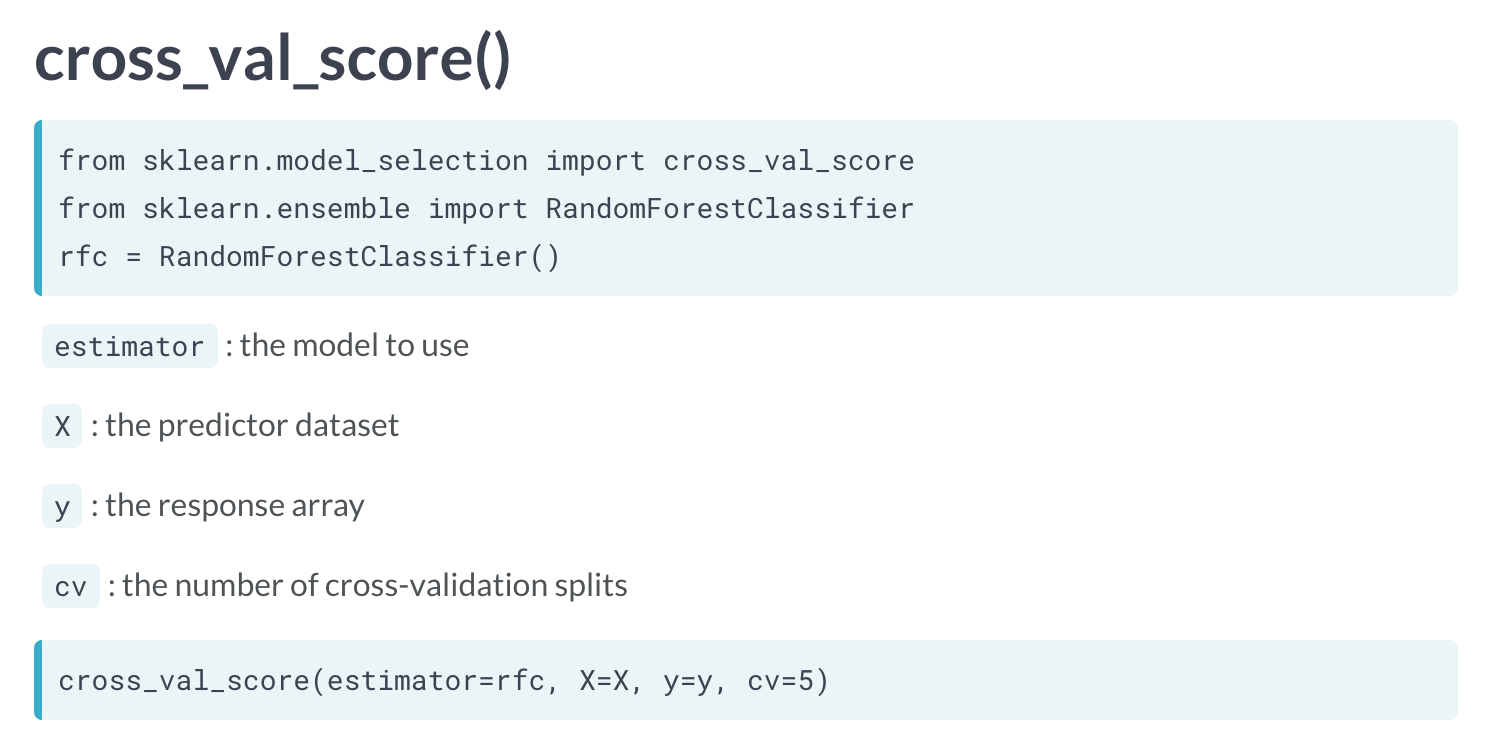 cross_val_score()
from sklearn.model_selection import cross_val_score
from sklearn.ensemble import RandomForestClassifier
rfc = RandomForestClassifier()
estimator : the model to use
X : the predictor dataset
y : the response array
cv : the number of cross-validation splits
cross_val_score(estimator=rfc, X=X, y=y, cv=5)